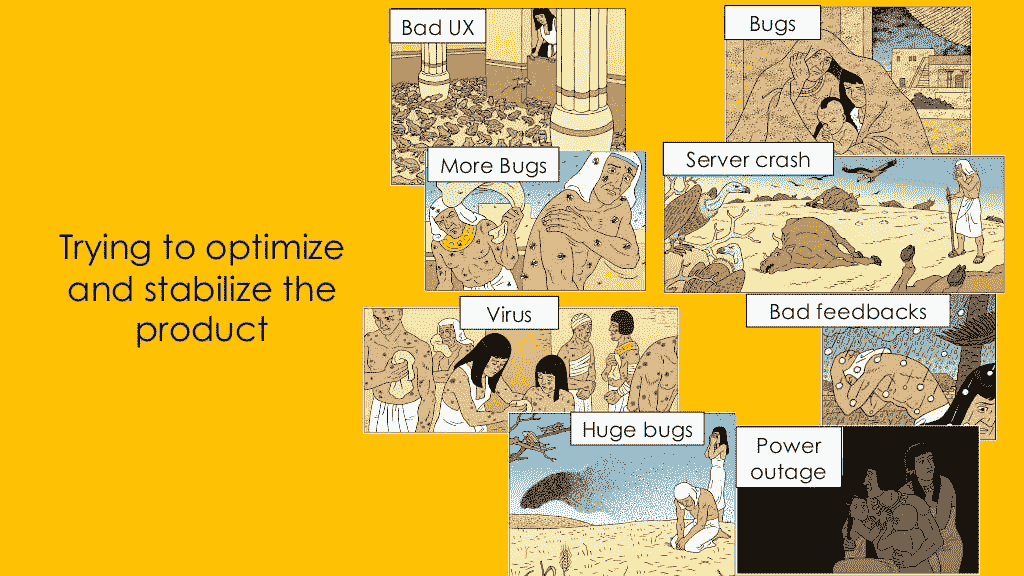 Trying to optimize
and stabilize the
product
Bad UX
Bugs
More Bugs
Server crash
Virus
Bad feedbacks
Huge bugs
Power
outage